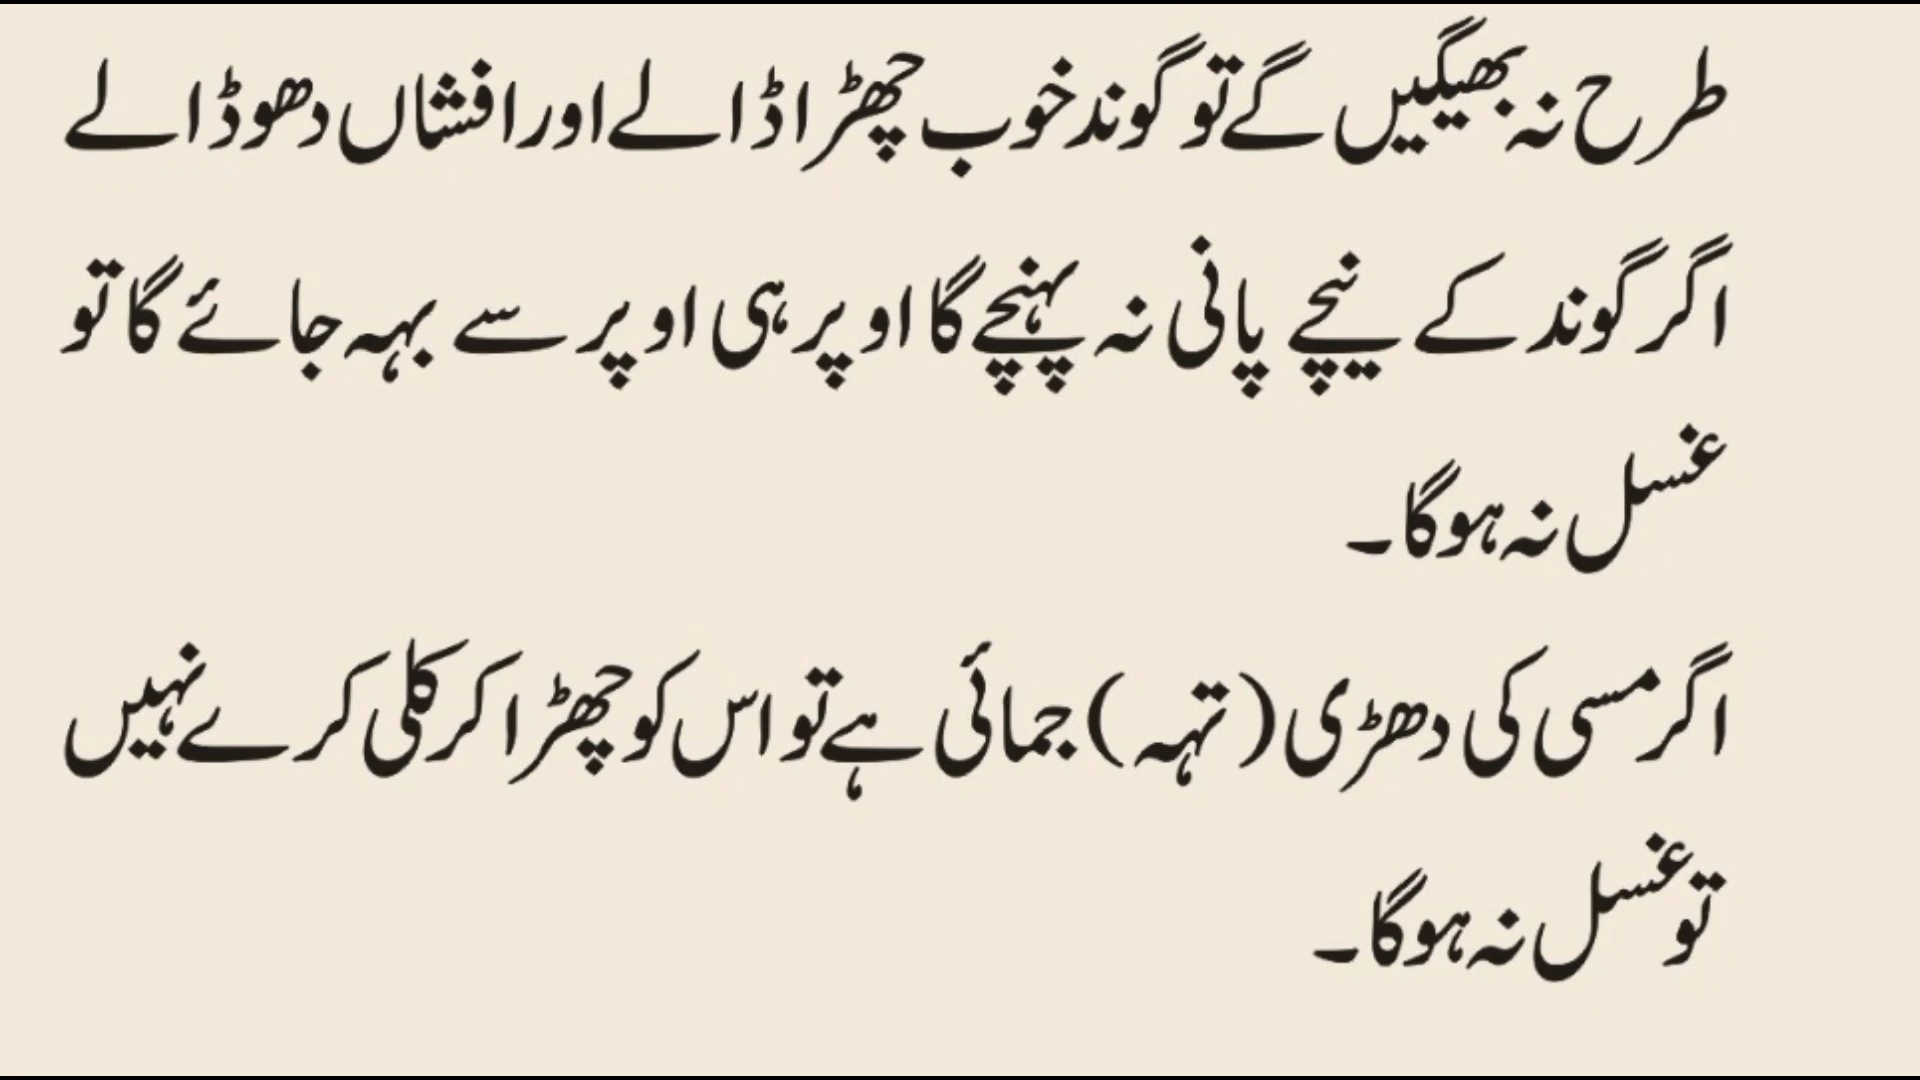 طرح نہ بھیگیں گے تو گوند خوب چھڑا ڈالے اور افشاں دھو ڈالے
اگر گوند کے نیچے پانی نہ پہنچے گا اوپر ہی اوپر سے بہہ جائے گا تو
غسل نہ ہوگا۔
اگر مسی کی دھڑی (تہہ) جمائی ہے تو اس کو چھڑا کر کلی کرے نہیں
تو غسل نہ ہوگا۔